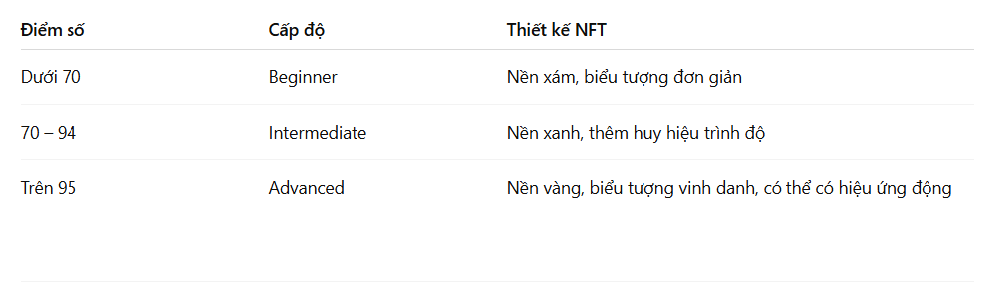 Điểm số Cấp độ Thiết kế NFT
Dưới 70 Beginner Nền xám, biểu tượng đơn giản
70 – 94 Intermediate Nền xanh, thêm huy hiệu trình độ
Trên 95 Advanced Nền vàng, biểu tượng vinh danh, có thể có hiệu ứng động